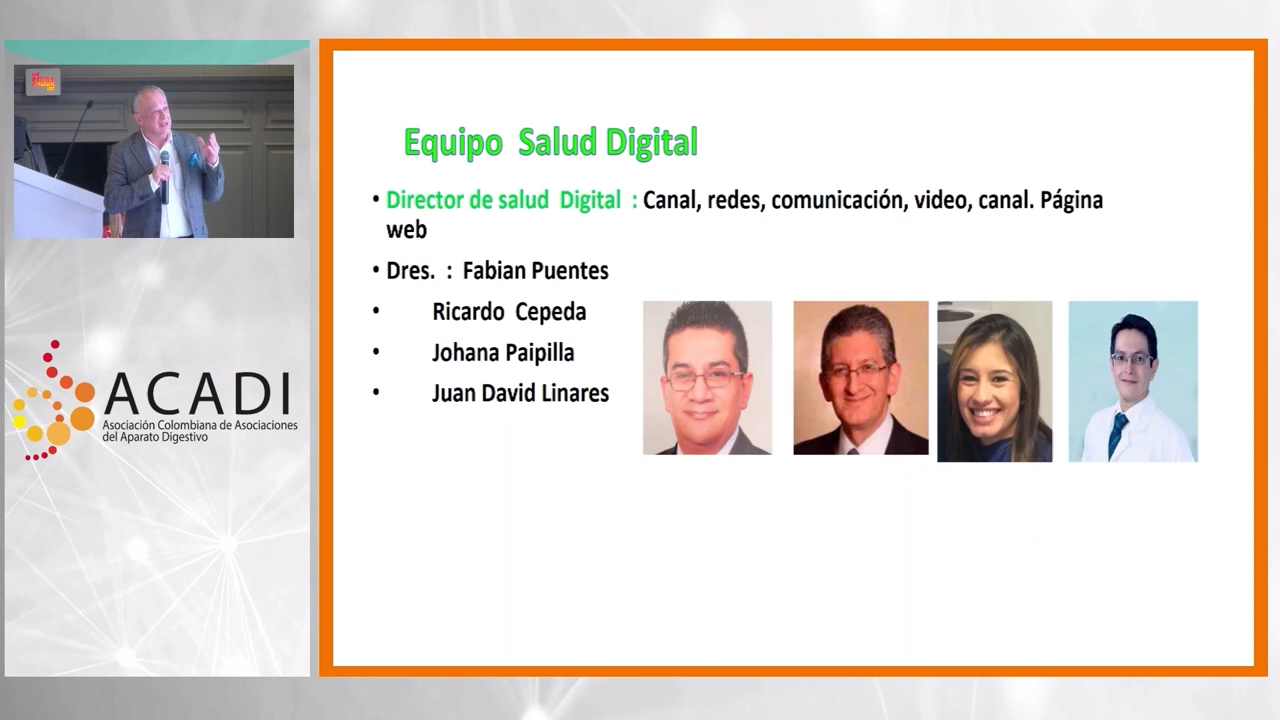 ACADI
Asociación Colombiana de Asociaciones
del Aparato Digestivo
Equipo Salud Digital
• Director de salud Digital : Canal, redes, comunicación, video, canal. Página
web
• Dres. : Fabian Puentes
• Ricardo Cepeda
• Johana Paipilla
• Juan David Linares